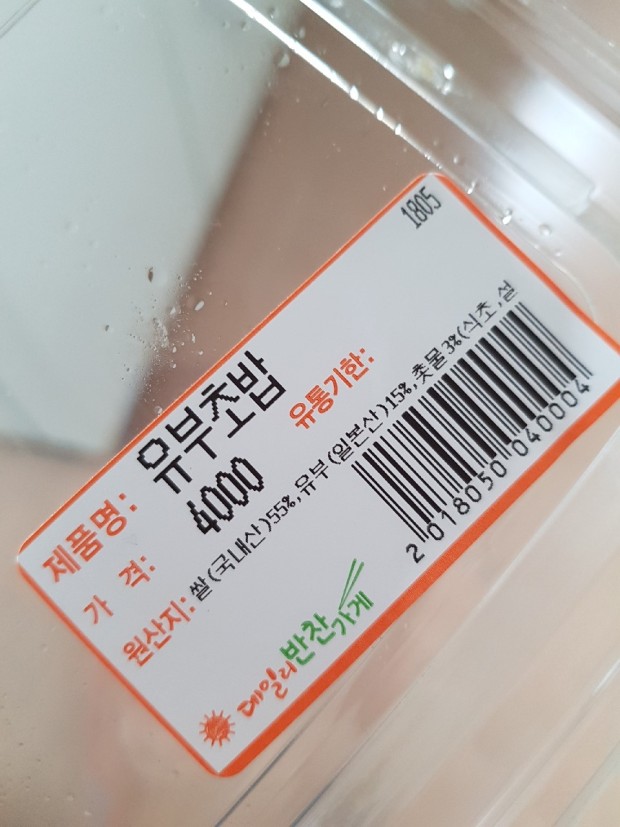 1805
제품명: 유부초밥
가 격: 4000 유통기한:
원산지: 쌀(국내산)55%,유부(일본산)15%,촛물3%(식초,설
2 018050 040004
데일리반찬가게